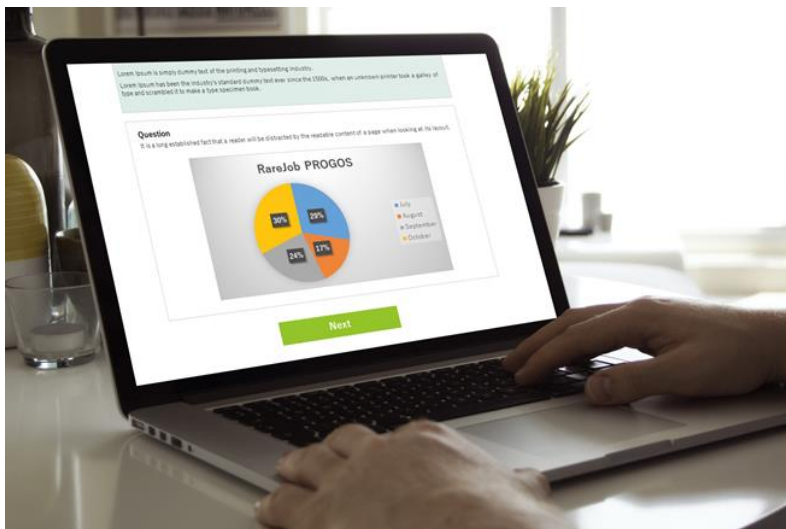 Lorem Ipsum is simply dummy text of the printing and typesetting industry.
Lorem Ipsum has been the industry's standard dummy text ever since the 1500s, when an unknown printer took a galley of
type and scrambled it to make a type specimen book.
Question
It is a long established fact that a reader will be distracted by the readable content of a page when looking at its layout.
RareJob PROGOS
30%
29%
24%
17%
July
August
September
October
Next